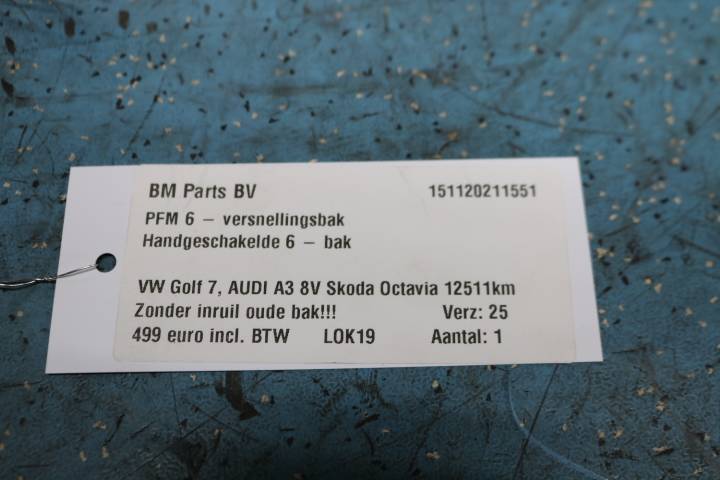 BM Parts BV 151120211551
PFM 6 – versnellingsbak
Handgeschakelde 6 – bak
VW Golf 7, AUDI A3 8V Skoda Octavia 12511km
Zonder inruil oude bak!!! Verz: 25
499 euro incl. BTW LOK19 Aantal: 1